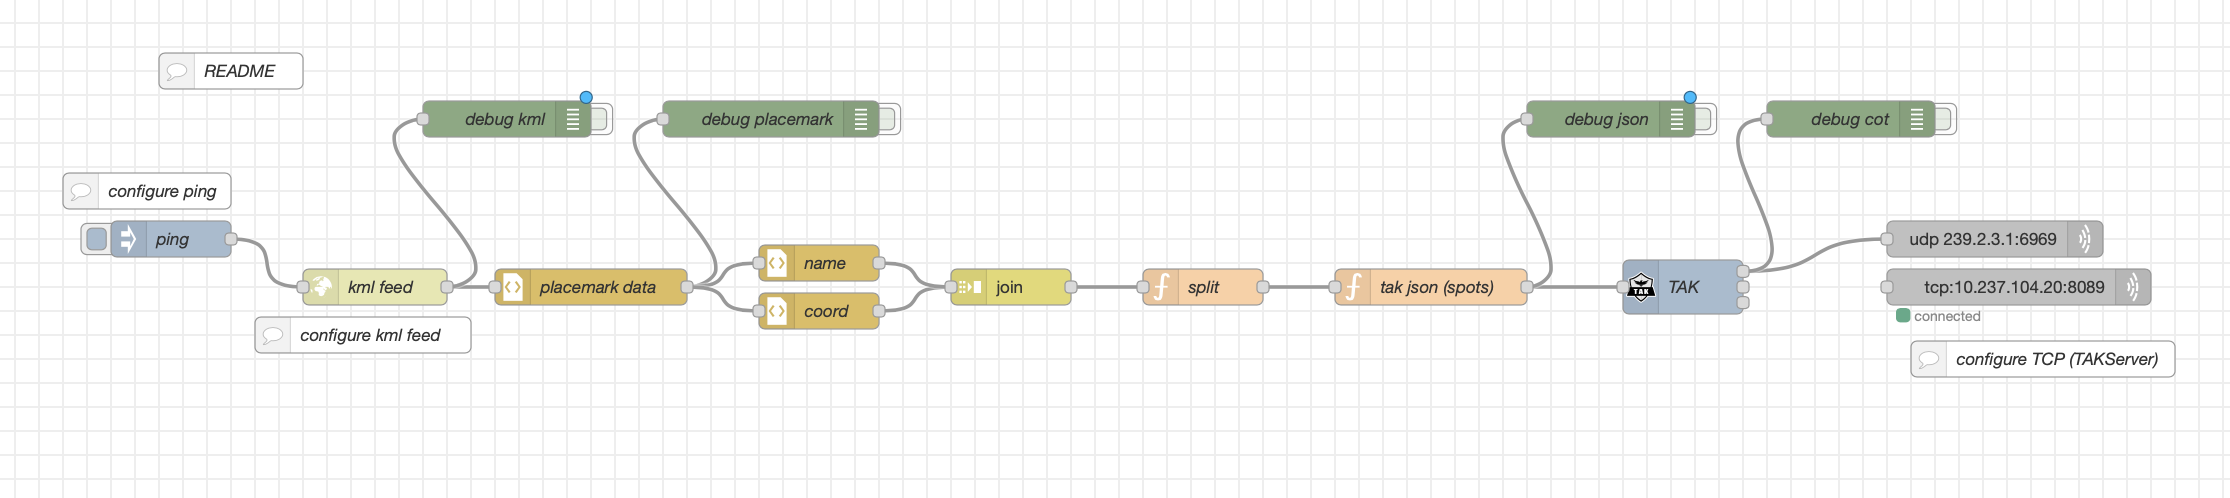 README
debug kml
debug placemark
debug json
debug cot
configure ping
ping
kml feed
placemark data
name
coord
join
split
tak json (spots)
TAK
TAK
udp 239.2.3.1:6969
tcp:10.237.104.20:8089
connected
configure kml feed
configure TCP (TAKServer)